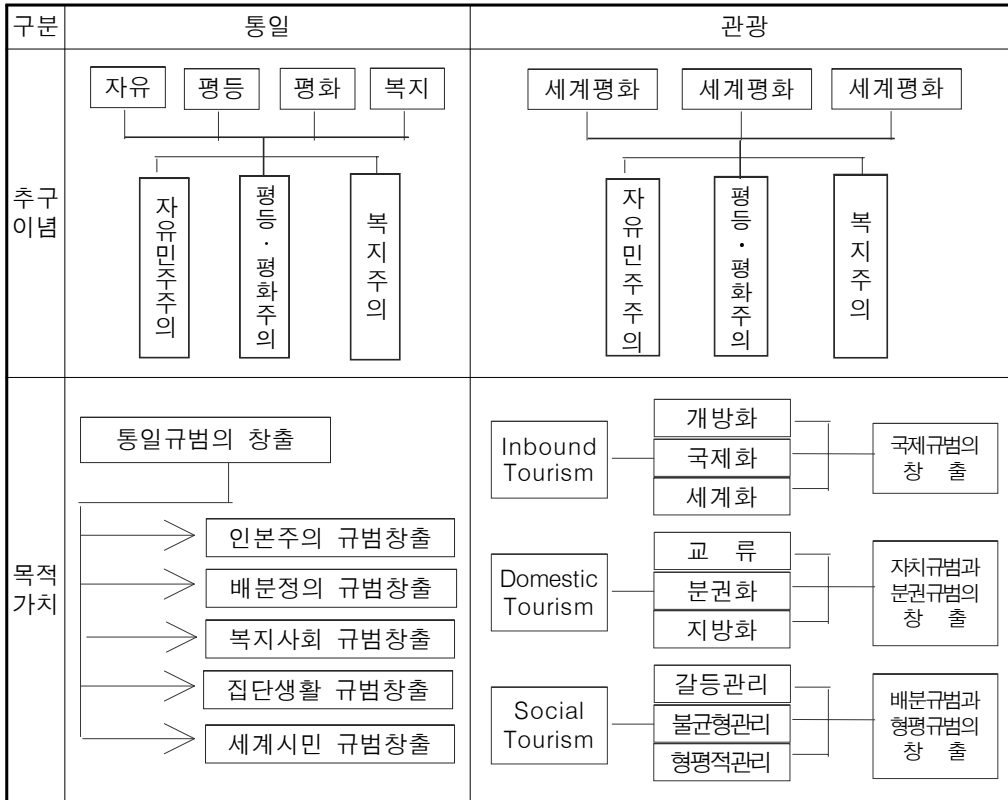 구분 통일 관광
추구
이념
자유 평등 평화 복지
자유민주주의
평등·평화주의
복지주의
세계평화 세계평화 세계평화
자유민주주의
평등·평화주의
복지주의
목적
가치
통일규범의 창출
인본주의 규범창출
배분정의 규범창출
복지사회 규범창출
집단생활 규범창출
세계시민 규범창출
Inbound
Tourism
개방화
국제화
세계화
국제규범의
창 출
Domestic
Tourism
교 류
분권화
지방화
자치규범과
분권규범의
창 출
Social
Tourism
갈등관리
불균형관리
형평적관리
배분규범과
형평규범의
창 출